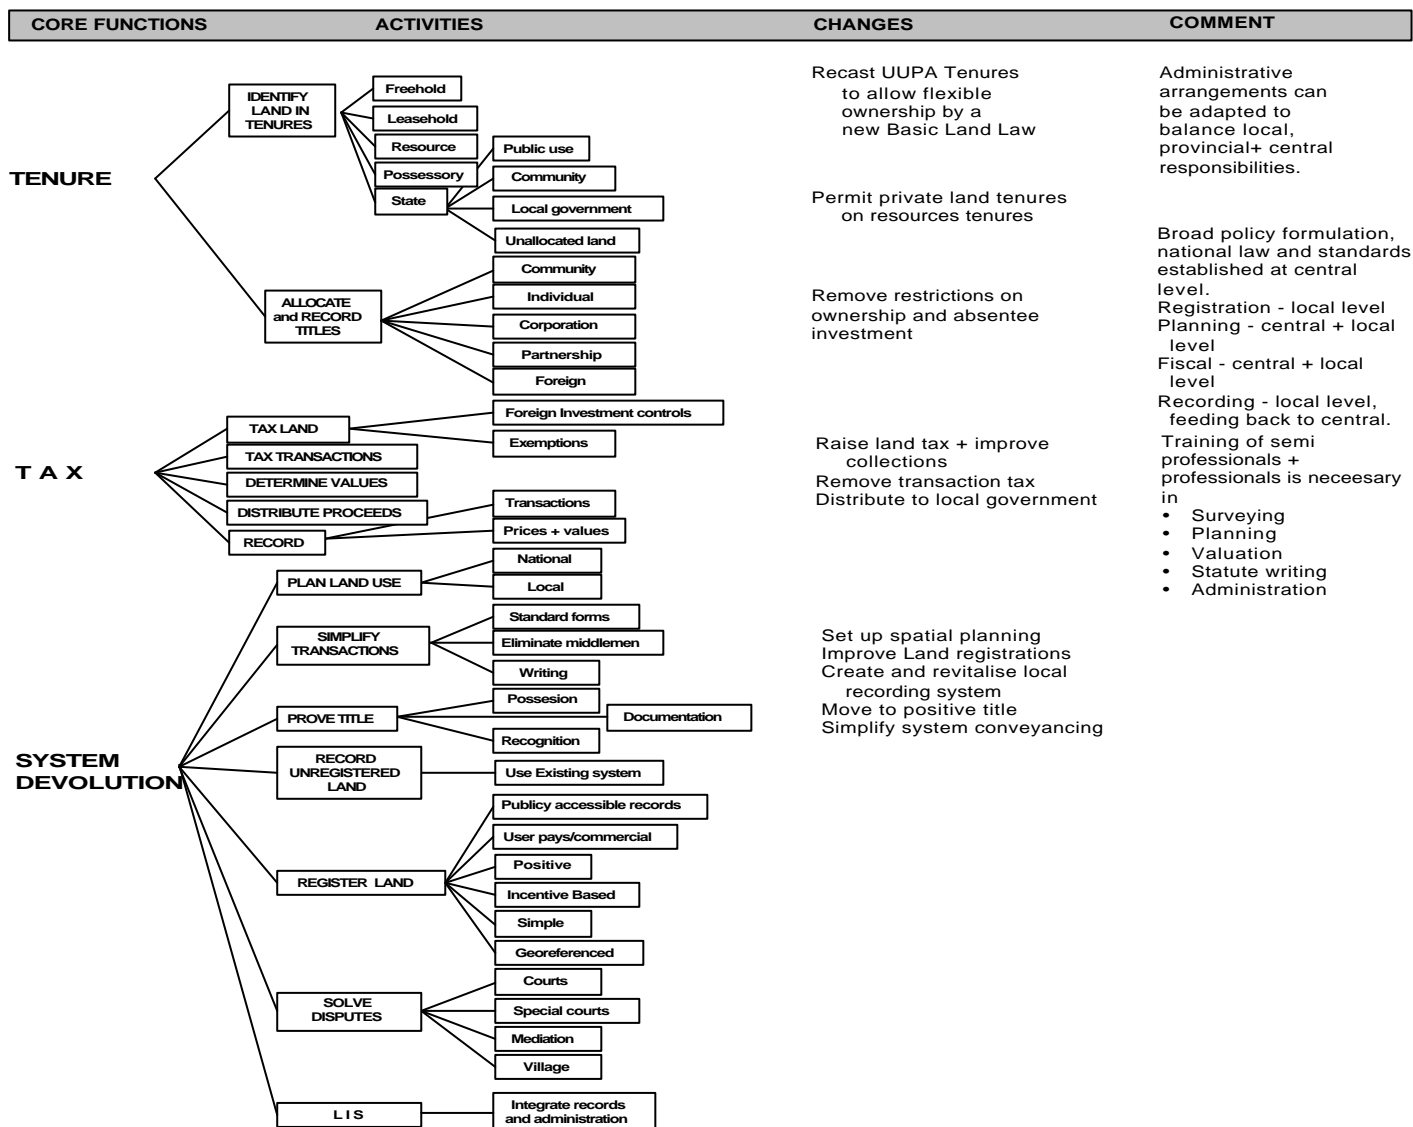 CORE FUNCTIONS
ACTIVITIES
CHANGES
COMMENT
TENURE
IDENTIFY
LAND IN
TENURES
Freehold
Leasehold
Resource
Possessory
State
Public use
Community
Local government
Unallocated land
ALLOCATE
and RECORD
TITLES
Community
Individual
Corporation
Partnership
Foreign
Recast UUPA Tenures
to allow flexible
ownership by a
new Basic Land Law
Permit private land tenures
on resources tenures
Remove restrictions on
ownership and absentee
investment
Administrative
arrangements can
be adapted to
balance local,
provincial+ central
responsibilities.
Broad policy formulation,
national law and standards
established at central
level.
Registration - local level
Planning - central + local
level
Fiscal - central + local
level
Recording - local level,
feeding back to central.
Training of semi
professionals +
professionals is neceesary
in
• Surveying
• Planning
• Valuation
• Statute writing
• Administration
T A X
TAX LAND
Foreign Investment controls
Exemptions
TAX TRANSACTIONS
DETERMINE VALUES
DISTRIBUTE PROCEEDS
RECORD
Transactions
Prices + values
Raise land tax + improve
collections
Remove transaction tax
Distribute to local government
SYSTEM
DEVOLUTION
PLAN LAND USE
National
Local
SIMPLIFY
TRANSACTIONS
Standard forms
Eliminate middlemen
Writing
PROVE TITLE
Possesion
Documentation
Recognition
RECORD
UNREGISTERED
LAND
Use Existing system
REGISTER LAND
Publicy accessible records
User pays/commercial
Positive
Incentive Based
Simple
Georeferenced
SOLVE
DISPUTES
Courts
Special courts
Mediation
Village
L I S
Integrate records
and administration
Set up spatial planning
Improve Land registrations
Create and revitalise local
recording system
Move to positive title
Simplify system conveyancing